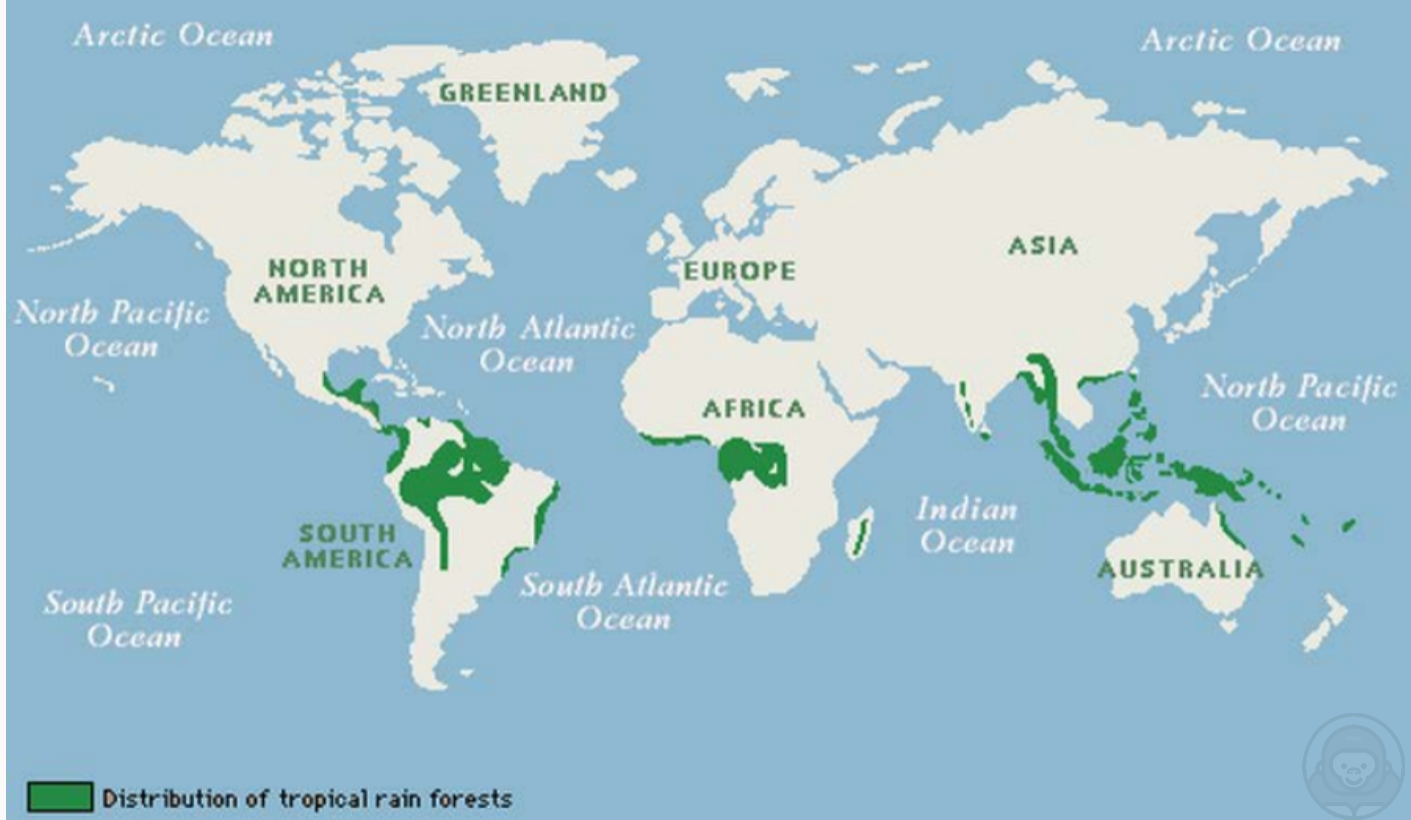 Arctic Ocean
Arctic Ocean
GREENLAND
ASIA
NORTH
AMERICA
EUROPE
North Pacific
Ocean
North Atlantic
Ocean
North Pacific
Ocean
AFRICA
Indian
Ocean
SOUTH
AMERICA
AUSTRALIA
South Atlantic
Ocean
South Pacific
Ocean
Distribution of tropical rain forests